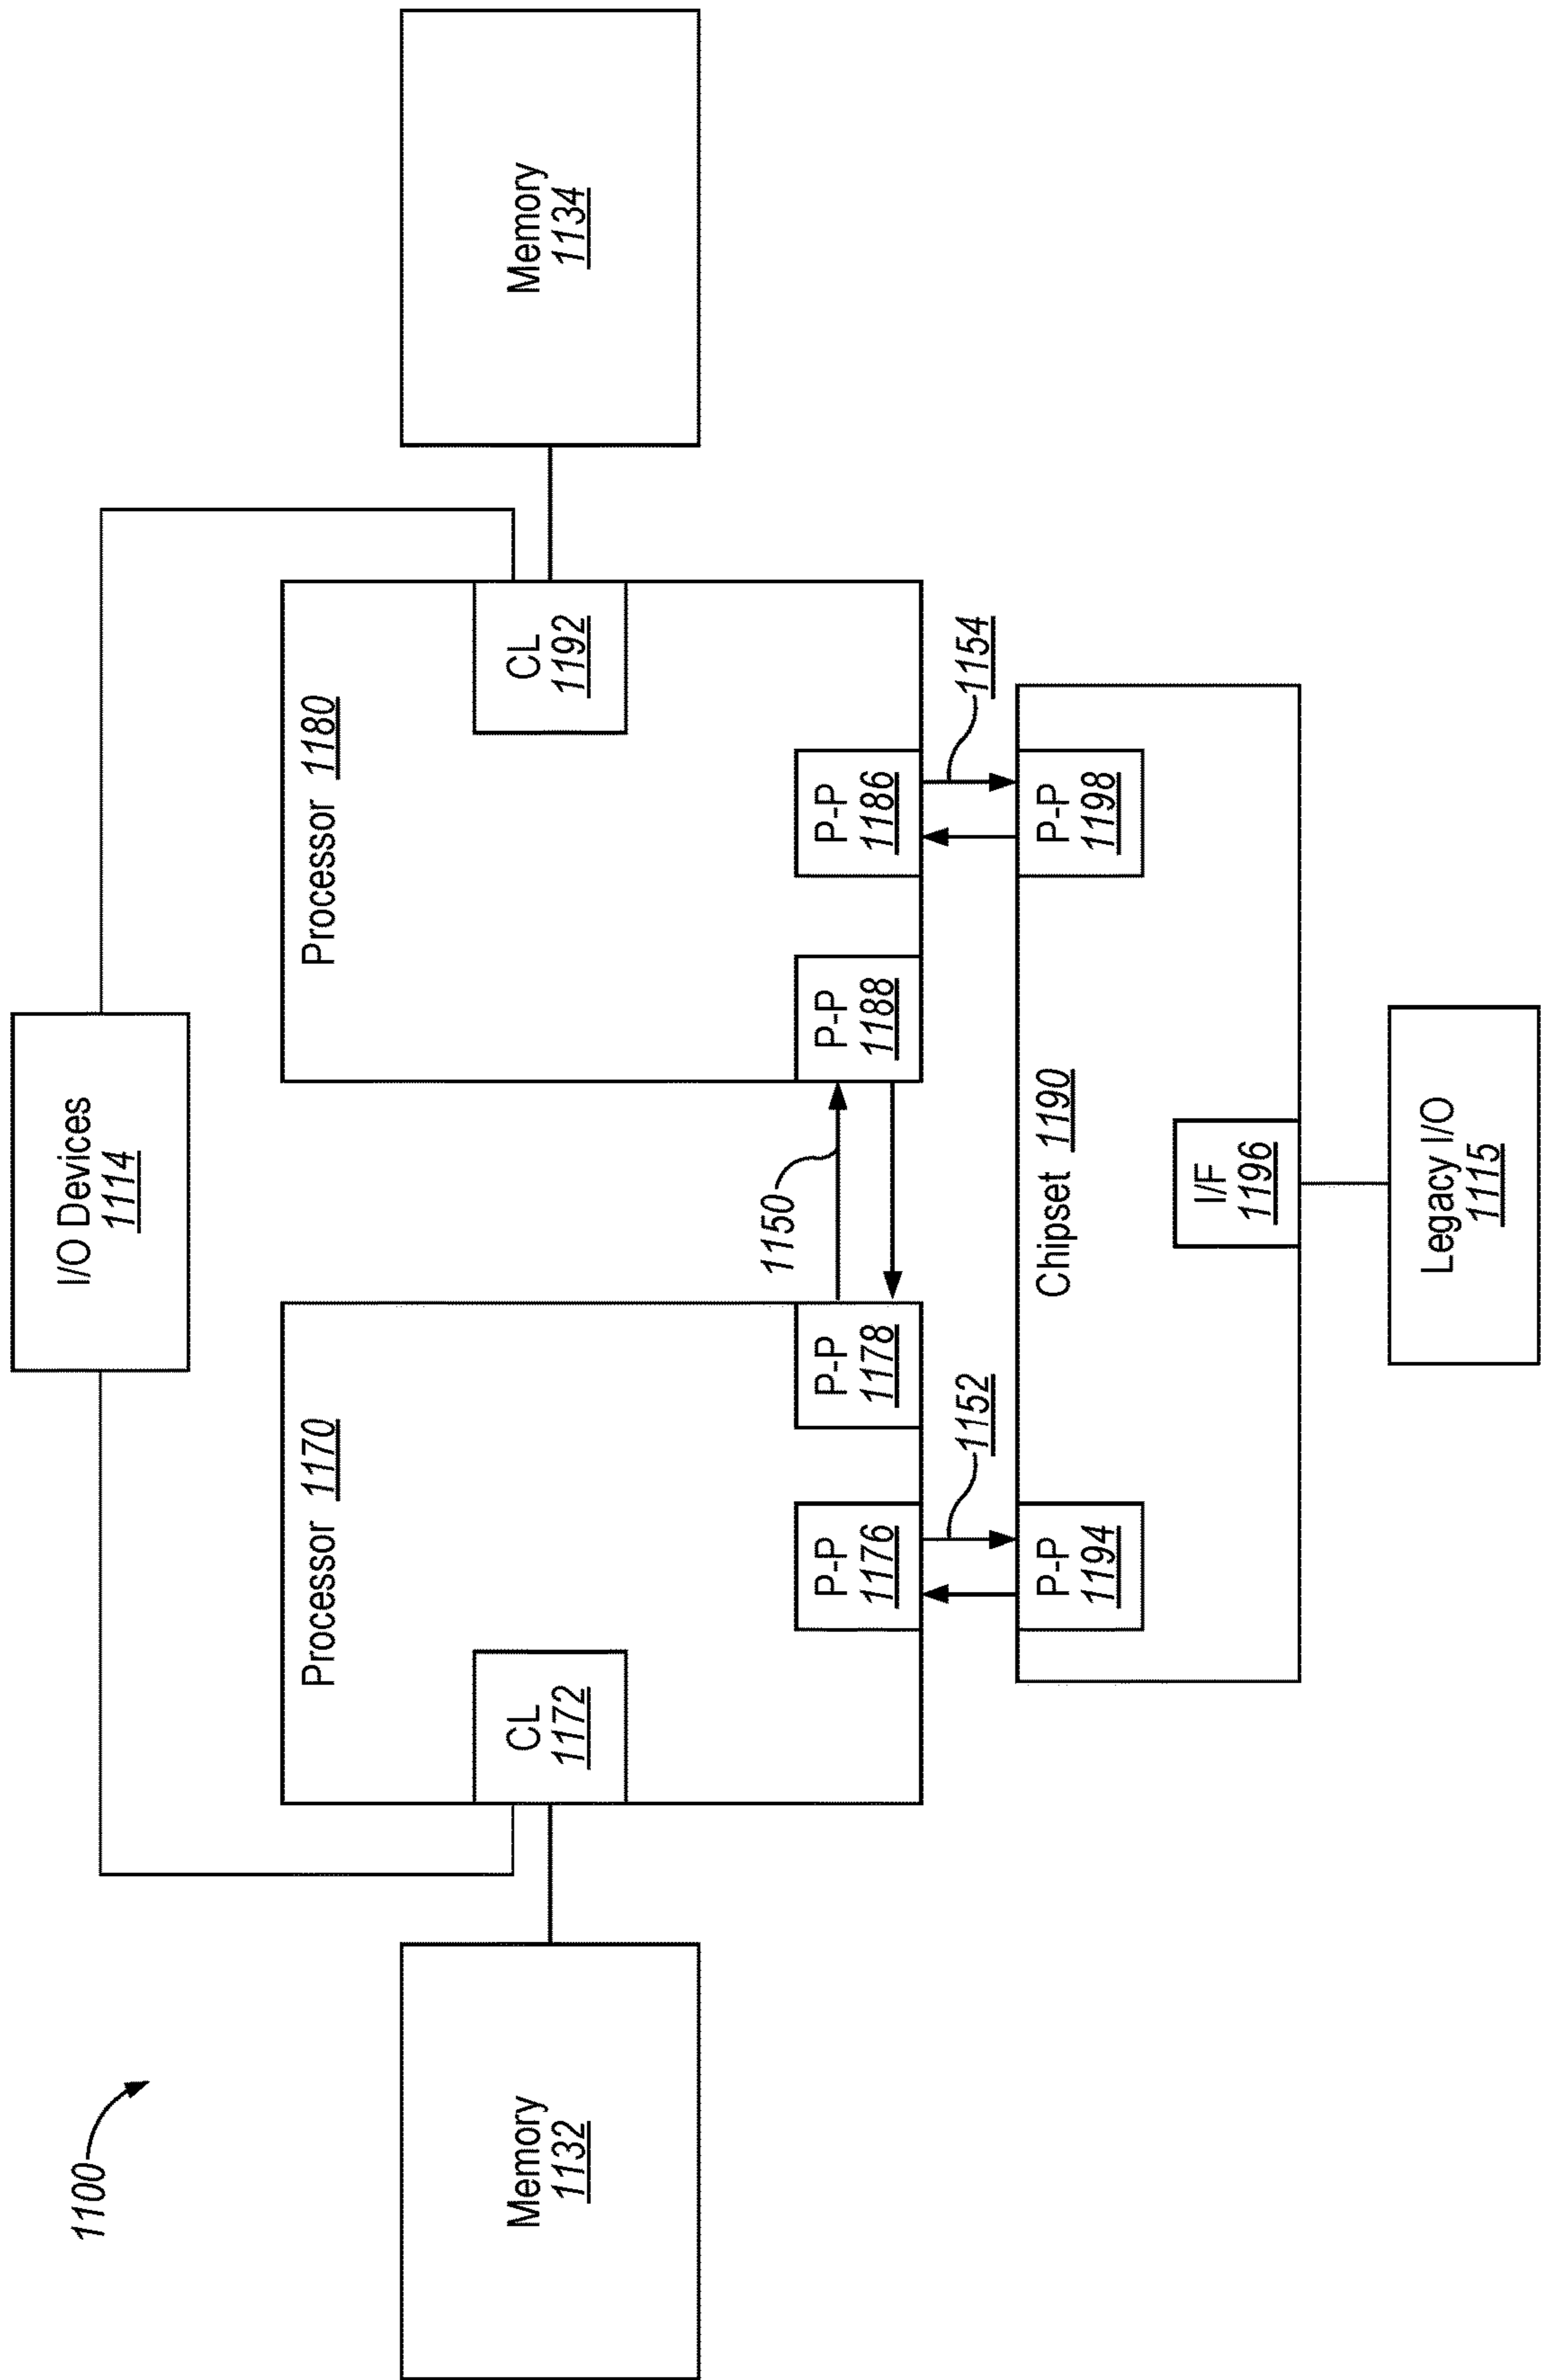 1100
I/O Devices
1114
Memory
1132
Processor 1170
CL
1172
P-P
1176
P-P
1178
1150
Processor 1180
CL
1192
P-P
1188
P-P
1186
Memory
1134
1152
1154
Chipset 1190
P-P
1194
P-P
1198
I/F
1196
Legacy I/O
1115